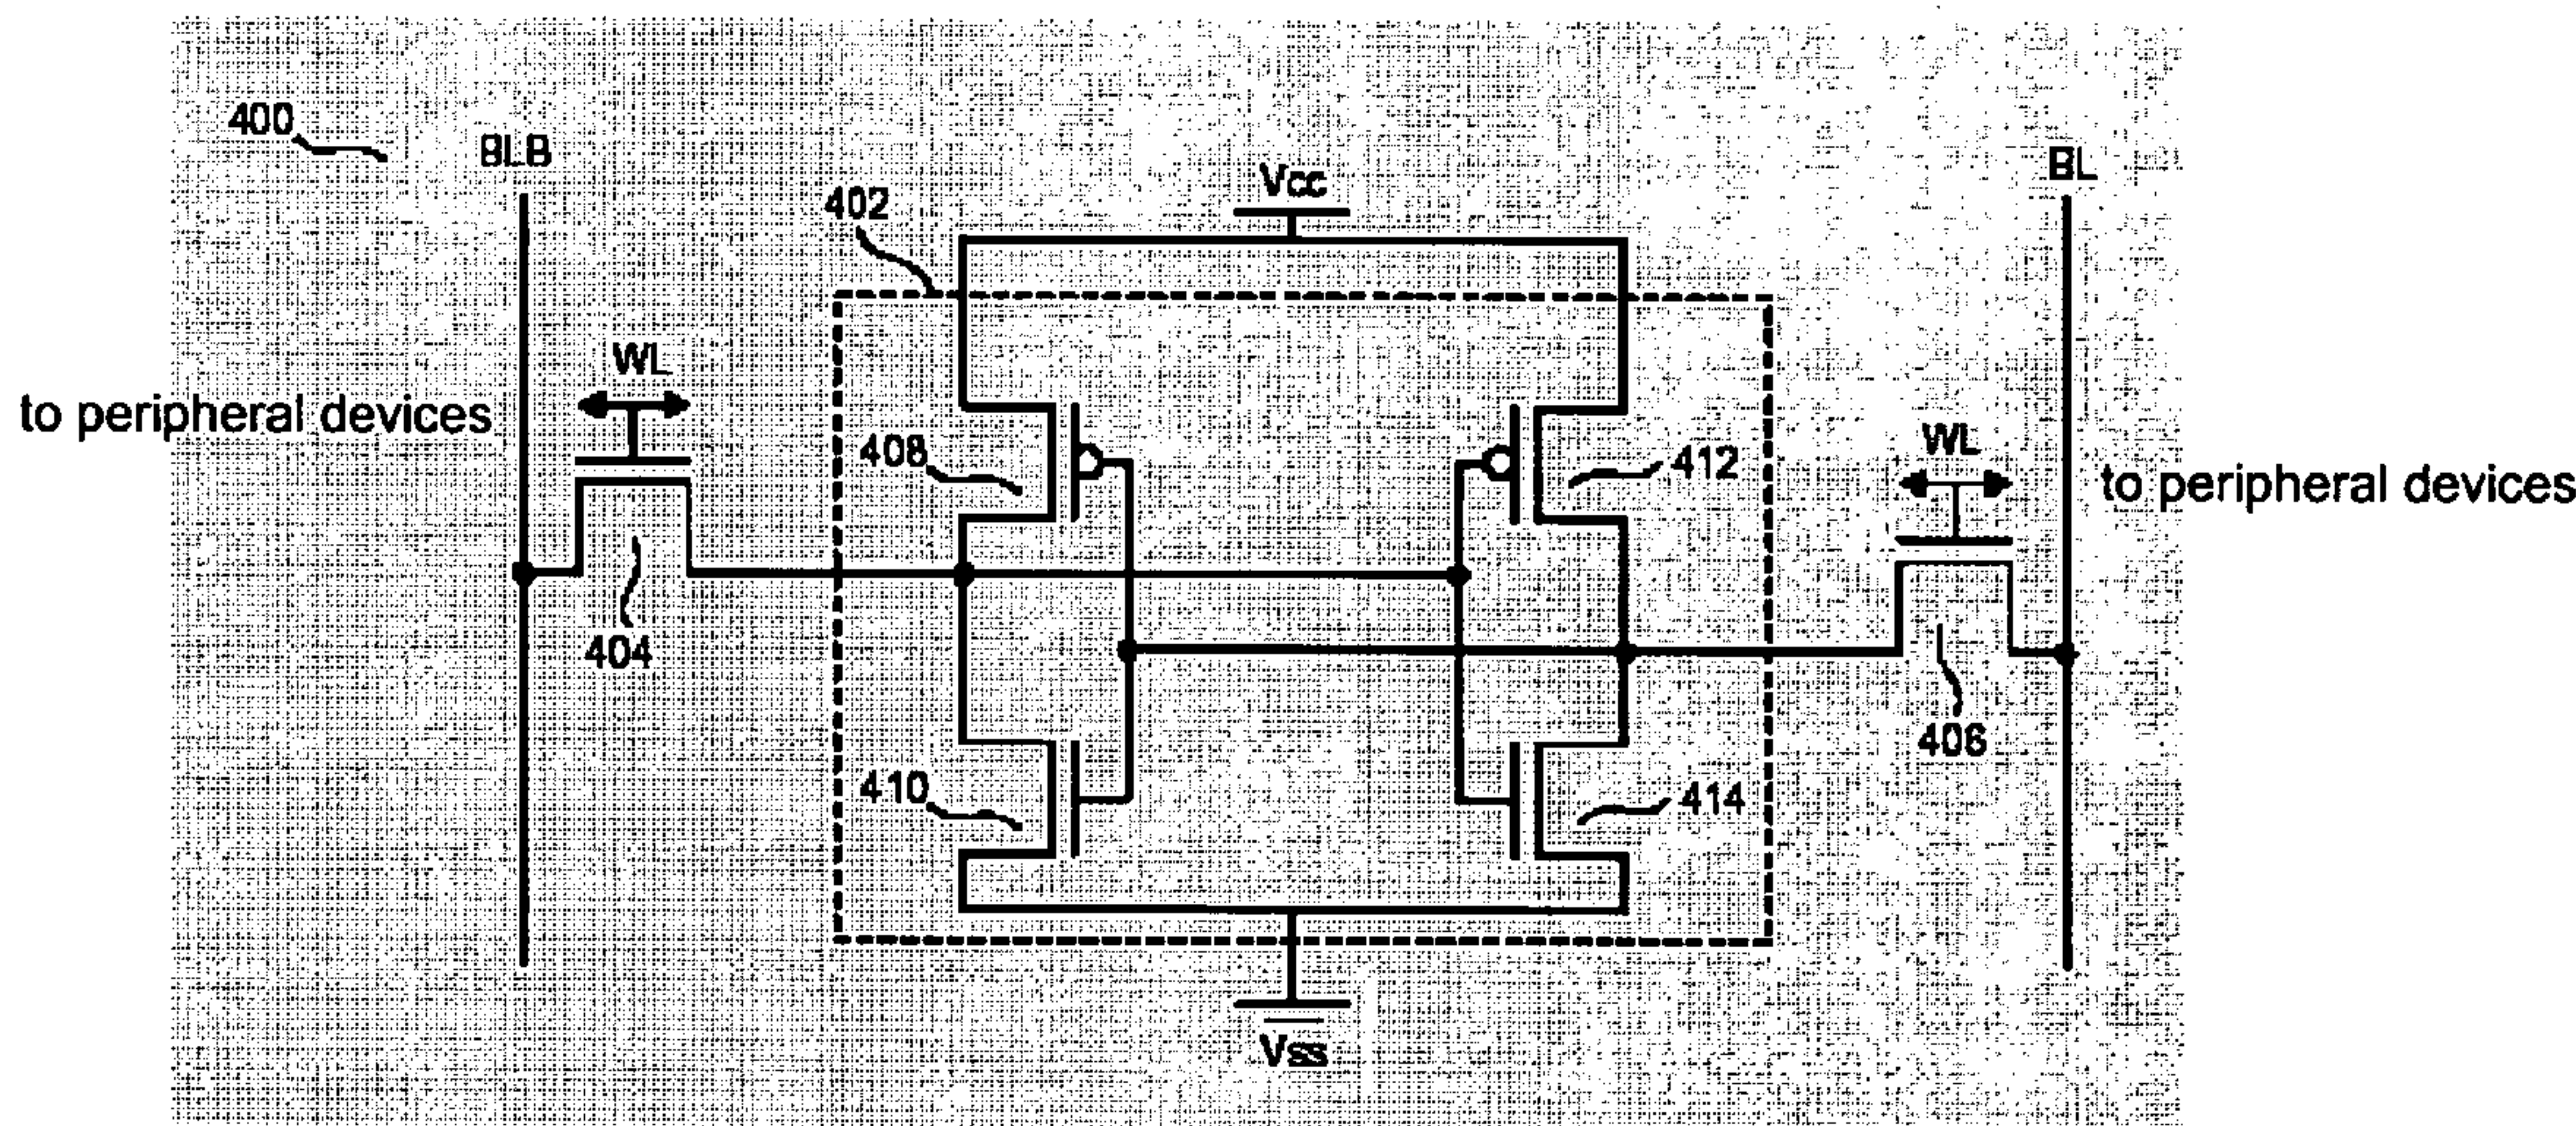 400
BLB
BL
Vcc
402
WL
to peripheral devices
408
412
WL
to peripheral devices
404
406
410
414
Vss